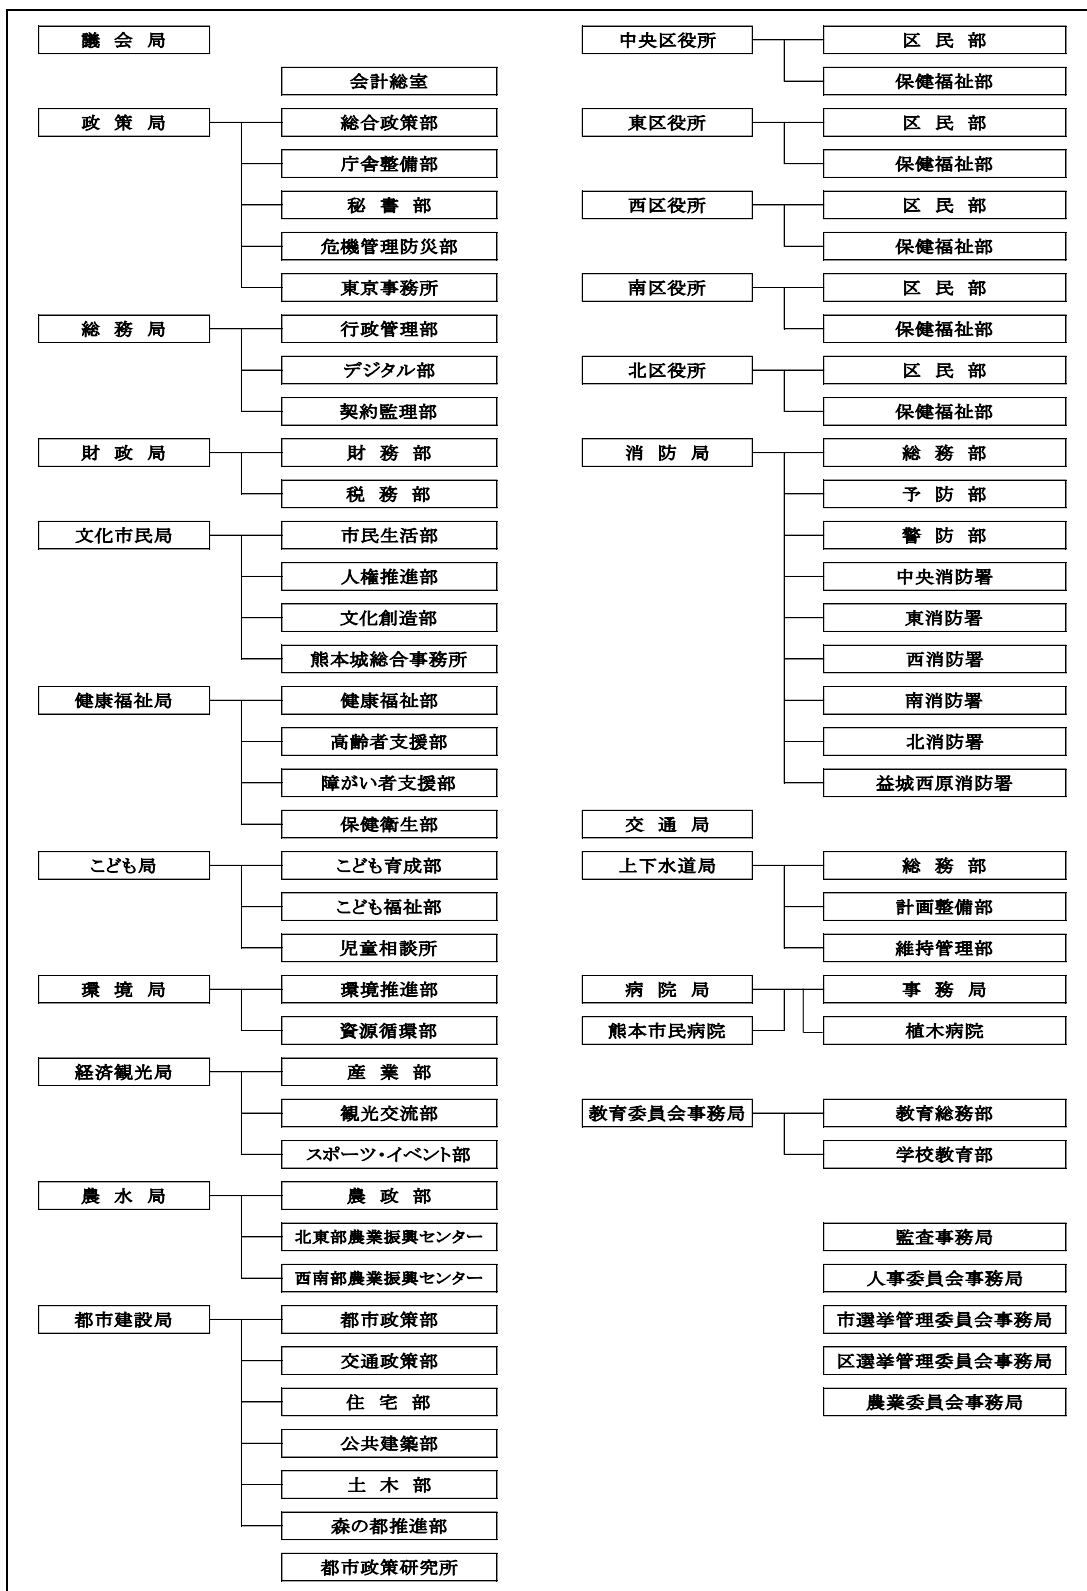 議会局
会計総室
政策局
総合政策部
庁舎整備部
秘書部
危機管理防災部
東京事務所
総務局
行政管理部
デジタル部
契約監理部
財政局
財務部
税務部
文化市民局
市民生活部
人権推進部
文化創造部
熊本城総合事務所
健康福祉局
健康福祉部
高齢者支援部
障がい者支援部
保健衛生部
こども局
こども育成部
こども福祉部
児童相談所
環境局
環境推進部
資源循環部
経済観光局
産業部
観光交流部
スポーツ・イベント部
農水局
農政部
北東部農業振興センター
西南部農業振興センター
都市建設局
都市政策部
交通政策部
住宅部
公共建築部
土木部
森の都推進部
都市政策研究所
中央区役所
区民部
保健福祉部
東区役所
区民部
保健福祉部
西区役所
区民部
保健福祉部
南区役所
区民部
保健福祉部
北区役所
区民部
保健福祉部
消防局
総務部
予防部
警防部
中央消防署
東消防署
西消防署
南消防署
北消防署
益城西原消防署
交通局
上下水道局
総務部
計画整備部
維持管理部
病院局
事務局
熊本市民病院
植木病院
教育委員会事務局
教育総務部
学校教育部
監査事務局
人事委員会事務局
市選挙管理委員会事務局
区選挙管理委員会事務局
農業委員会事務局